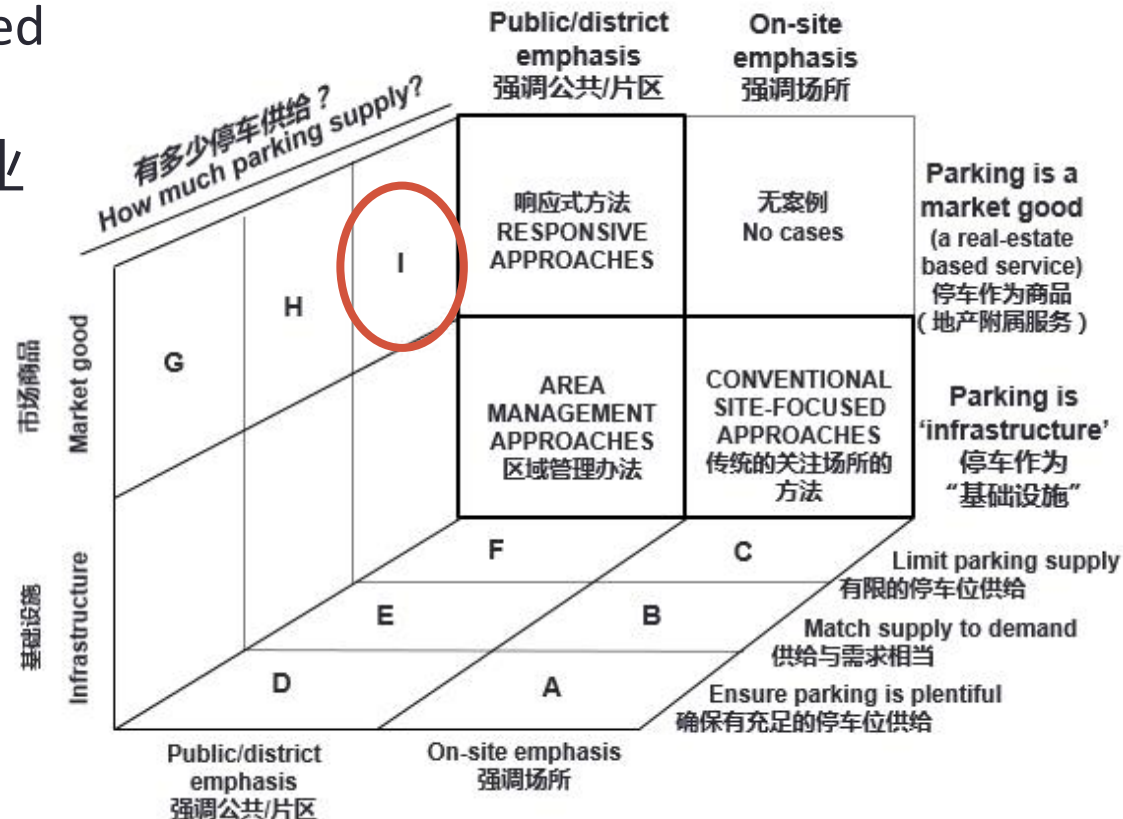 ed
业
Public/district
emphasis
强调公共/片区
On-site
emphasis
强调场所
有多少停车供给？
How much parking supply?
响应式方法
RESPONSIVE
APPROACHES
无案例
No cases
Parking is a
market good
(a real-estate
based service)
停车作为商品
（地产附属服务）
I
H
G
市场商品
Market good
AREA
MANAGEMENT
APPROACHES
区域管理办法
CONVENTIONAL
SITE-FOCUSED
APPROACHES
传统的关注场所的
方法
Parking is
‘infrastructure’
停车作为
“基础设施”
基础设施
Infrastructure
F
C
Limit parking supply
有限的停车位供给
E
B
Match supply to demand
供给与需求相当
D
A
Ensure parking is plentiful
确保有充足的停车位供给
Public/district
emphasis
强调公共/片区
On-site emphasis
强调场所